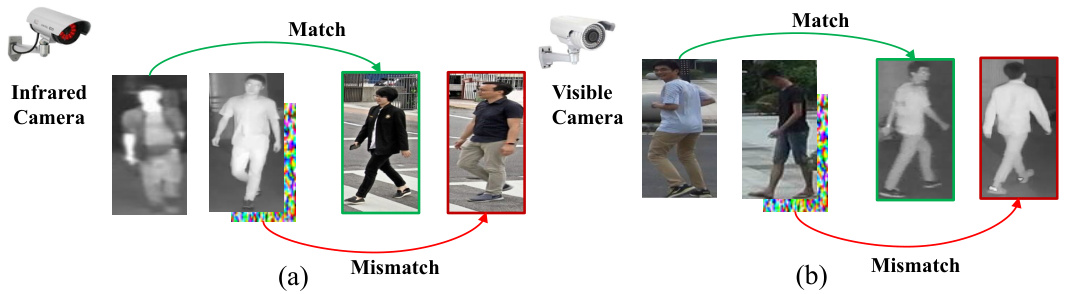 Match
Infrared
Camera
Mismatch
(a)
Match
Visible
Camera
Mismatch
(b)